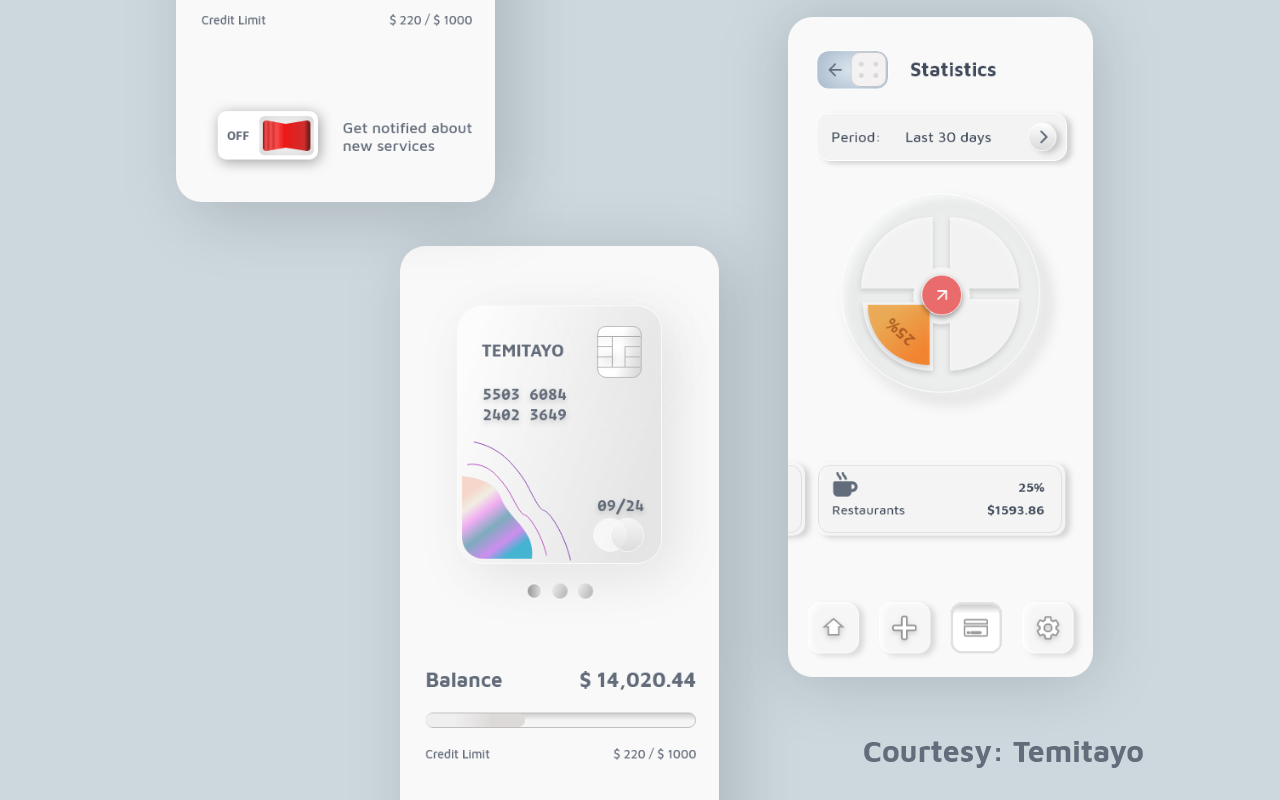 Credit Limit $ 220 / $ 1000
OFF
Get notified about
new services
TEMITAYO
5503 6084
2402 3649
09/24
Balance $ 14,020.44
Credit Limit $ 220 / $ 1000
Statistics
Period: Last 30 days
25%
25%
Restaurants $1593.86
Courtesy: Temitayo